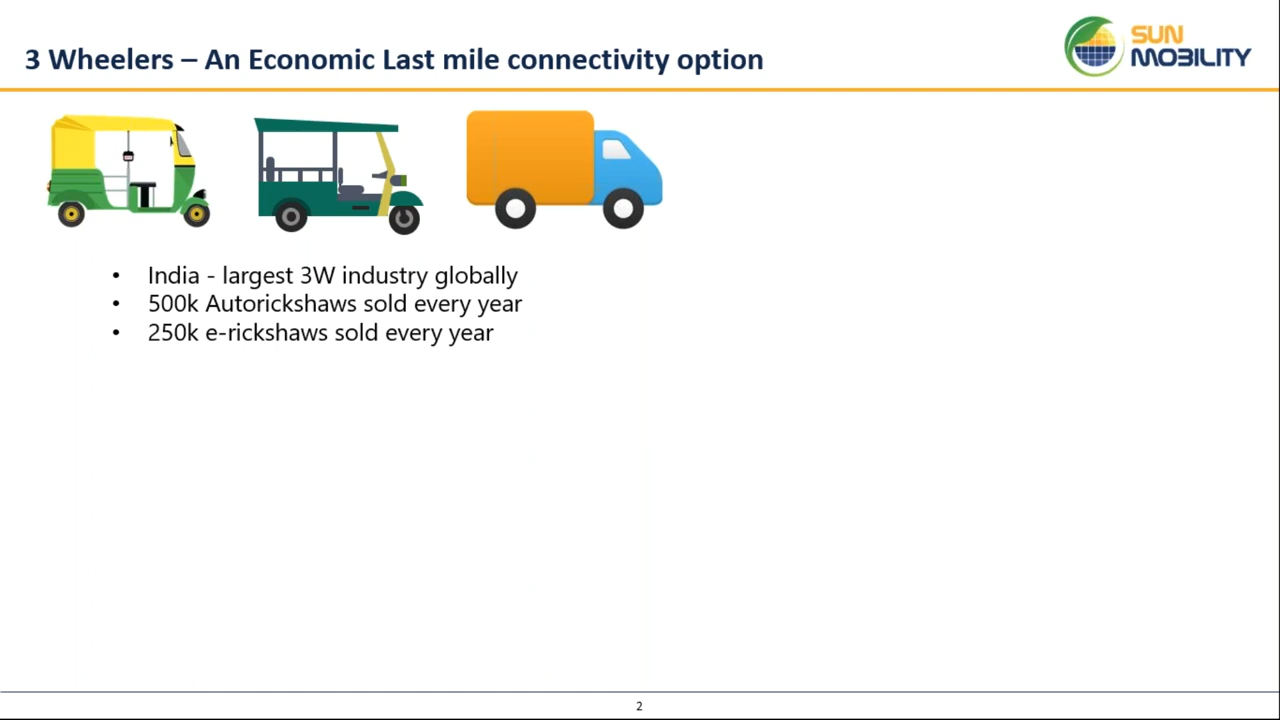 3 Wheelers – An Economic Last mile connectivity option
SUN
MOBILITY
• India - largest 3W industry globally
• 500k Autorickshaws sold every year
• 250k e-rickshaws sold every year
2